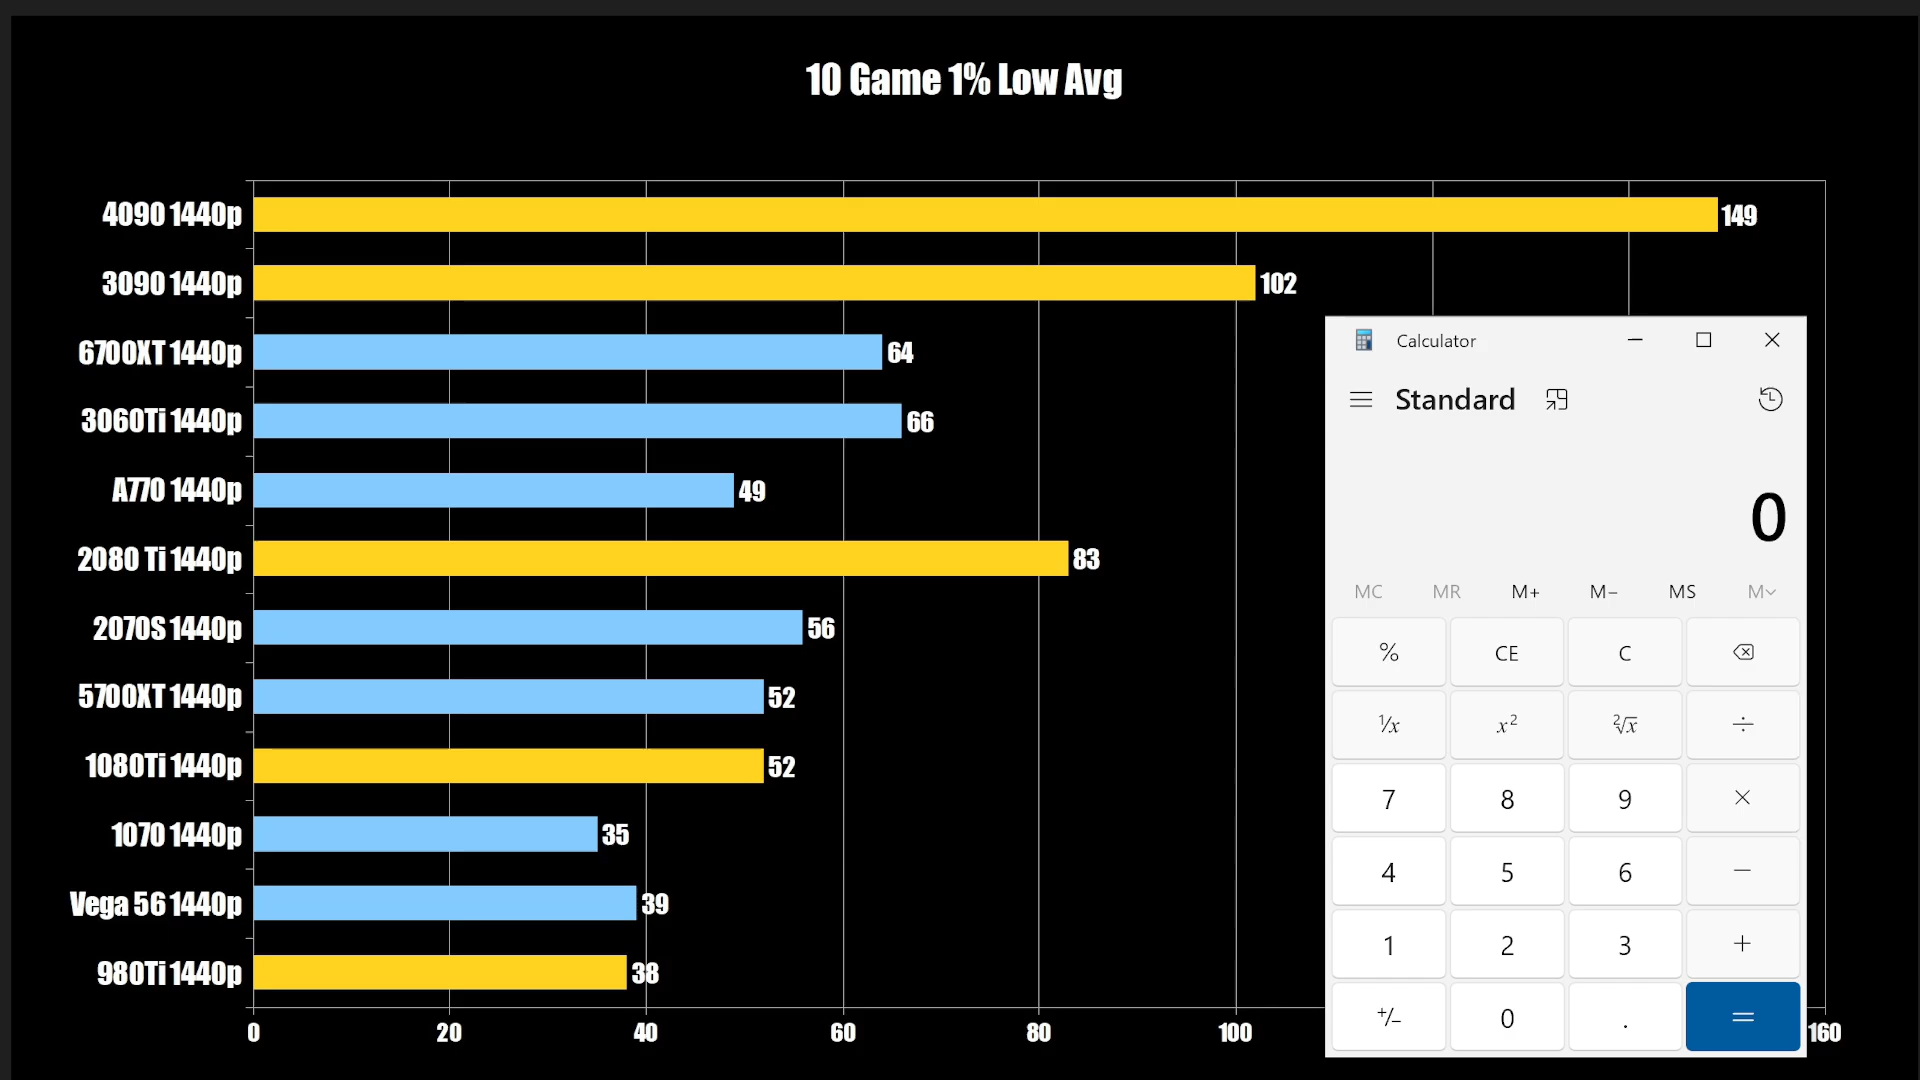 10 Game 1% Low Avg
4090 1440p 149
3090 1440p 102
6700XT 1440p 64
3060Ti 1440p 66
A770 1440p 49
2080 Ti 1440p 83
2070S 1440p 56
5700XT 1440p 52
1080Ti 1440p 52
1070 1440p 35
Vega 56 1440p 39
980Ti 1440p 38
0 20 40 60 80 100 160
Calculator
Standard
0
MC MR M+ M− MS M
% CE C
¹/x x² ²√x ÷
7 8 9 ×
4 5 6 −
1 2 3 +
+/− 0 . =